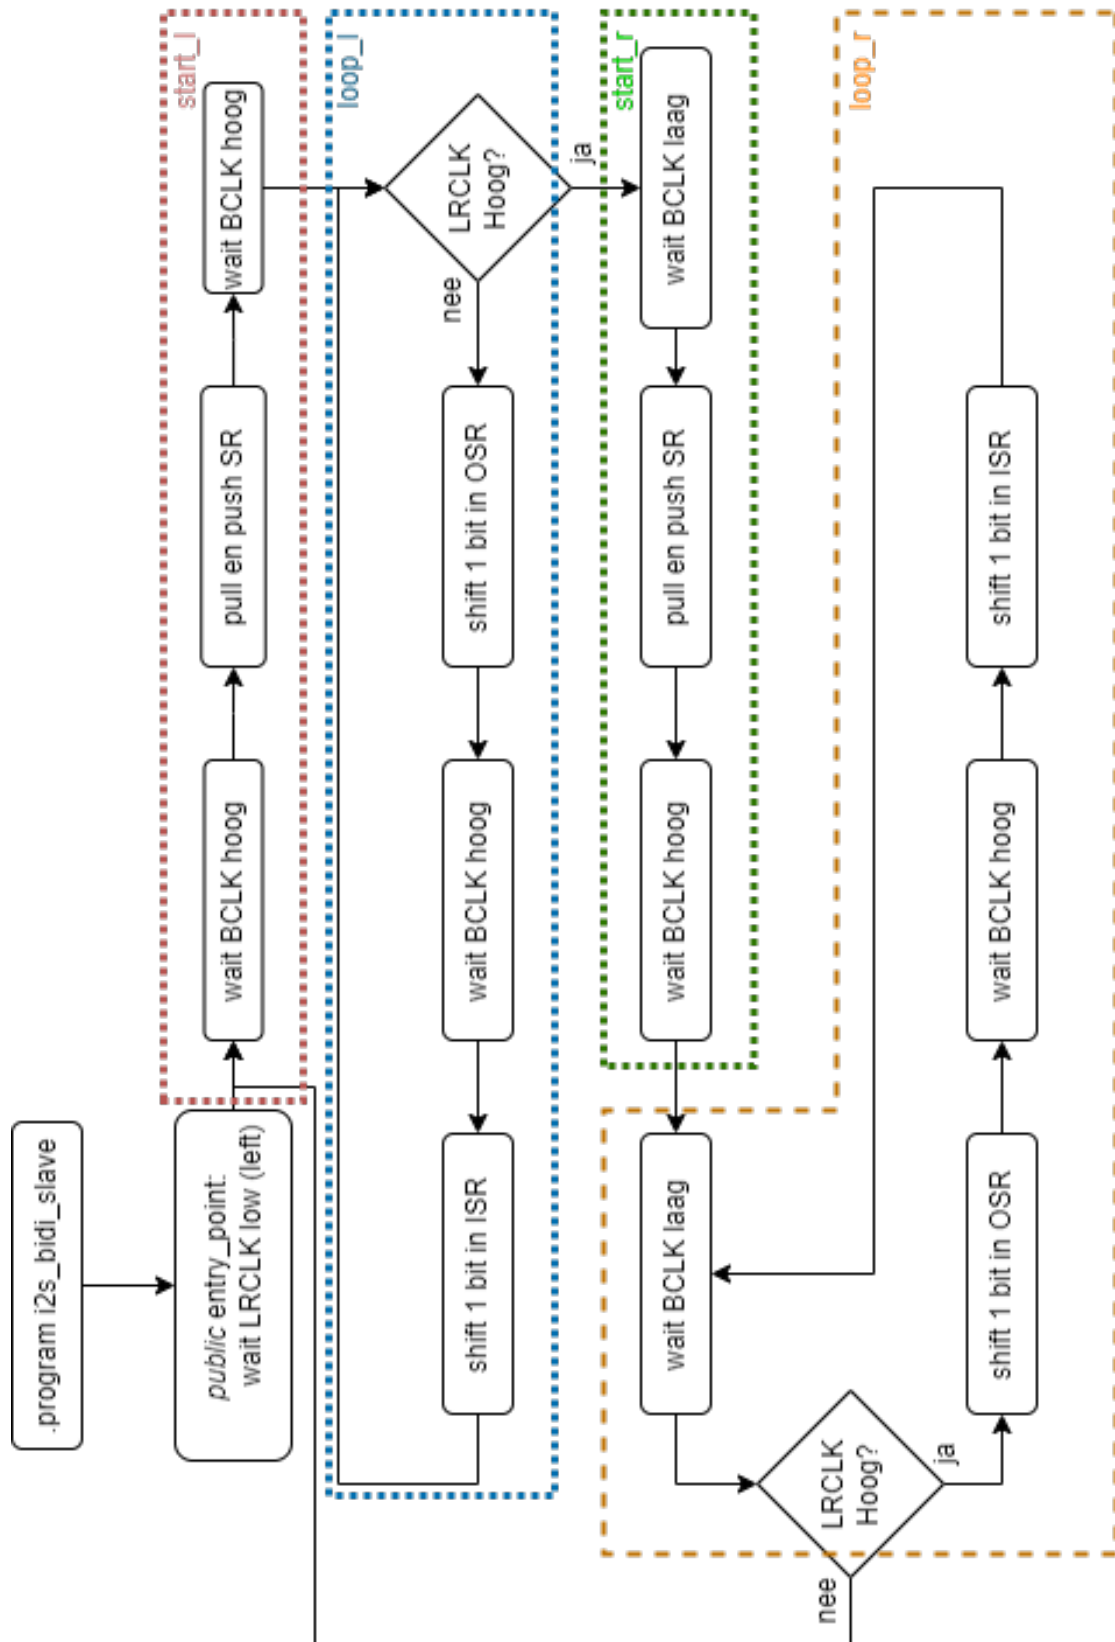 .program i2s_bidi_slave
public entry_point:
wait LRCLK low (left)
start_l
wait BCLK hoog
pull en push SR
wait BCLK hoog
loop_l
LRCLK
Hoog?
ja
nee
shift 1 bit in OSR
wait BCLK hoog
shift 1 bit in ISR
start_r
wait BCLK laag
pull en push SR
wait BCLK hoog
loop_r
wait BCLK laag
LRCLK
Hoog?
nee
ja
shift 1 bit in OSR
wait BCLK hoog
shift 1 bit in ISR